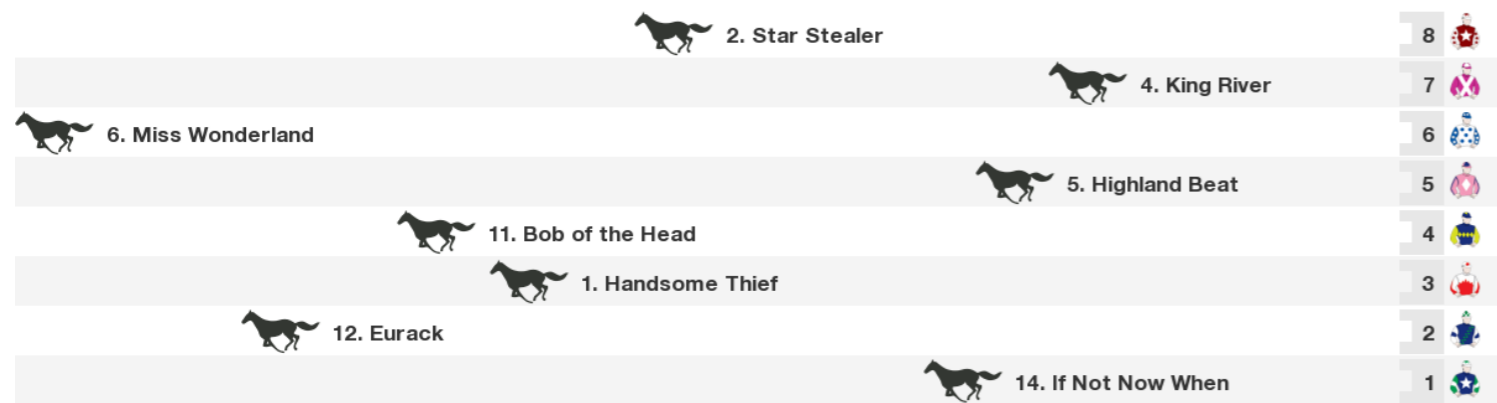 2. Star Stealer 8
4. King River 7
6. Miss Wonderland 6
5. Highland Beat 5
11. Bob of the Head 4
1. Handsome Thief 3
12. Eurack 2
14. If Not Now When 1